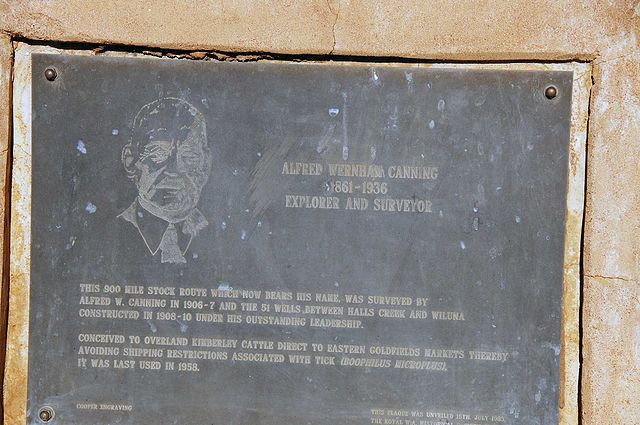 ALFRED WERNHAM CANNING
1861-1936
EXPLORER AND SURVEYOR
THIS 900 MILE STOCK ROUTE WHICH NOW BEARS HIS NAME, WAS SURVEYED BY
ALFRED W. CANNING IN 1906-7 AND THE 51 WELLS BETWEEN HALLS CREEK AND WILUNA
CONSTRUCTED IN 1908-10 UNDER HIS OUTSTANDING LEADERSHIP.
CONCEIVED TO OVERLAND KIMBERLEY CATTLE DIRECT TO EASTERN GOLDFIELDS MARKETS THEREBY
AVOIDING SHIPPING RESTRICTIONS ASSOCIATED WITH TICK (BOOPHILUS MICROPLUS).
IT WAS LAST USED IN 1958.
COOPER ENGRAVING
THIS PLAQUE WAS UNVEILED 15TH. JULY
THE ROYAL W.A.